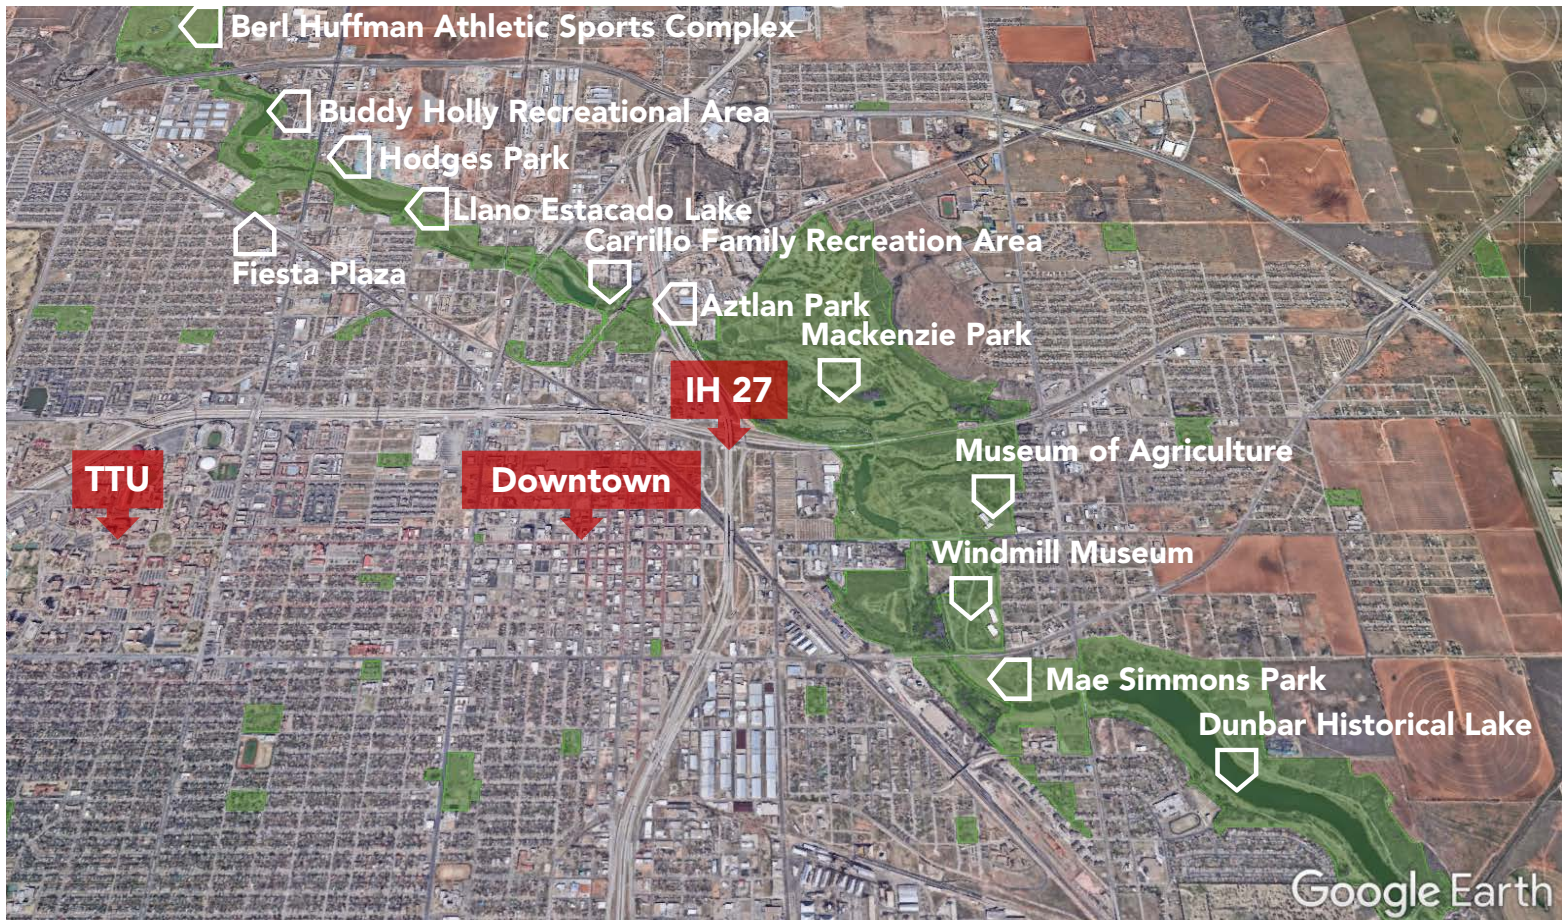 Berl Huffman Athletic Sports Complex
Buddy Holly Recreational Area
Hodges Park
Llano Estacado Lake
Carrillo Family Recreation Area
Fiesta Plaza
Aztlan Park
Mackenzie Park
IH 27
Museum of Agriculture
TTU
Downtown
Windmill Museum
Mae Simmons Park
Dunbar Historical Lake
Google Earth